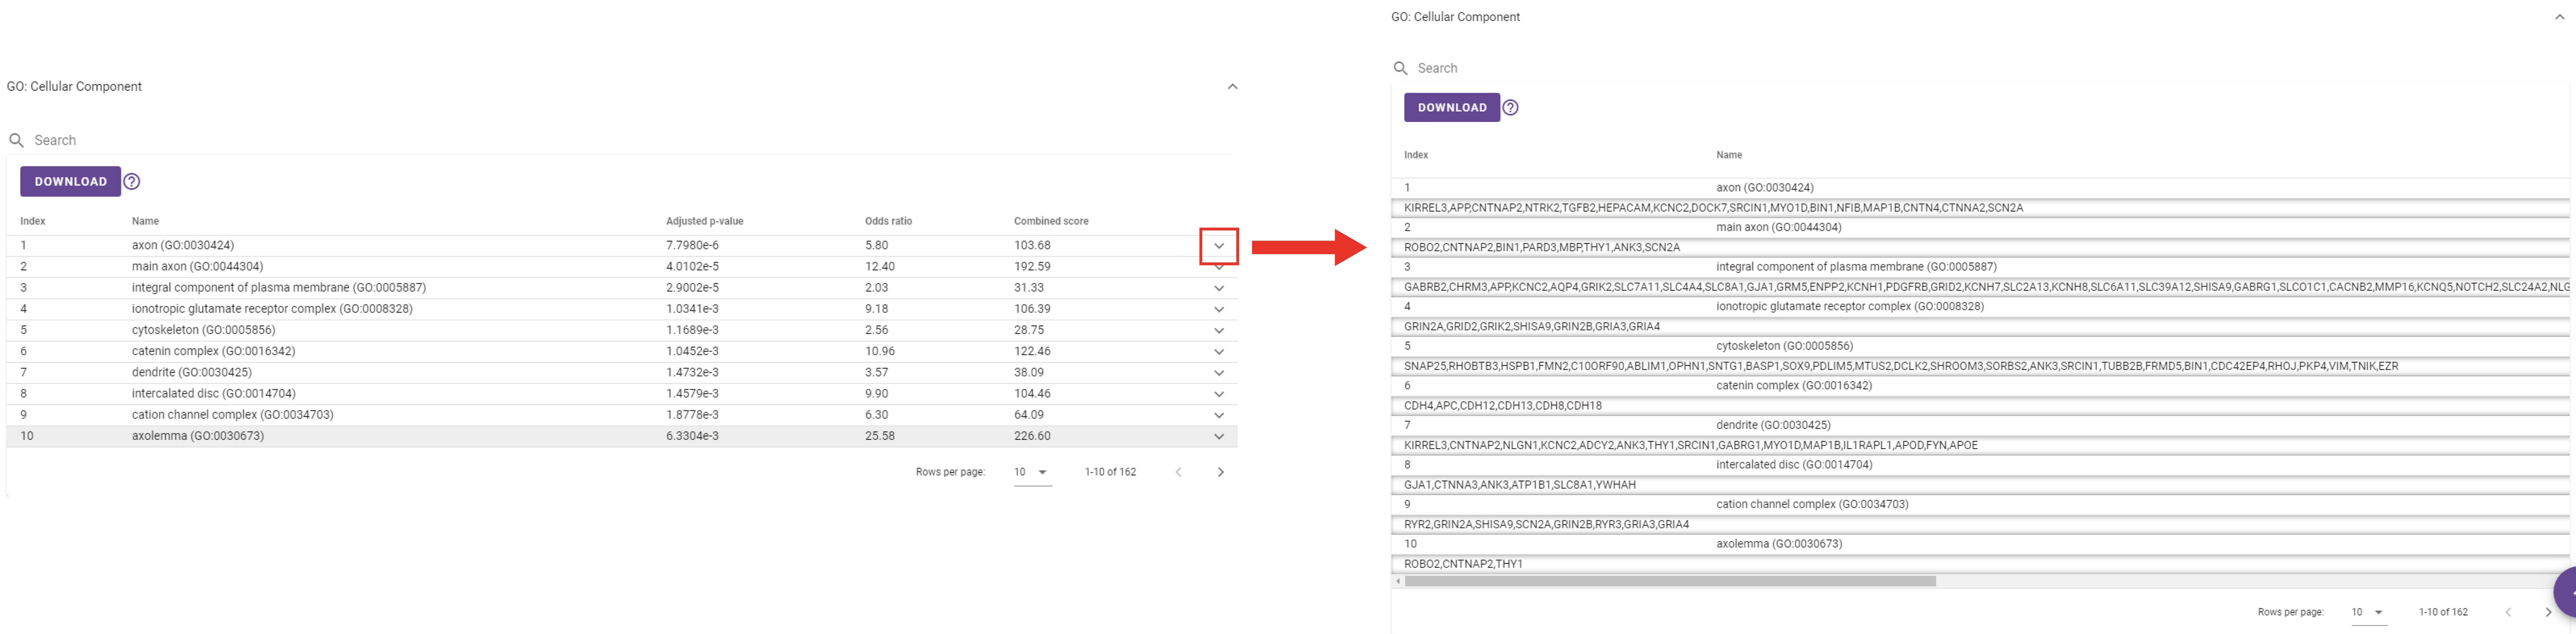 GO: Cellular Component
Search
DOWNLOAD
Index Name Adjusted p-value Odds ratio Combined score
1 axon (GO:0030424) 7.7980e-6 5.80 103.68
2 main axon (GO:0044304) 4.0102e-5 12.40 192.59
3 integral component of plasma membrane (GO:0005887) 2.9002e-5 2.03 31.33
4 ionotropic glutamate receptor complex (GO:0008328) 1.0341e-3 9.18 106.39
5 cytoskeleton (GO:0005856) 1.1689e-3 2.56 28.75
6 catenin complex (GO:0016342) 1.0452e-3 10.96 122.46
7 dendrite (GO:0030425) 1.4732e-3 3.57 38.09
8 intercalated disc (GO:0014704) 1.4579e-3 9.90 104.46
9 cation channel complex (GO:0034703) 1.8778e-3 6.30 64.09
10 axolemma (GO:0030673) 6.3304e-3 25.58 226.60
Rows per page: 10 1-10 of 162
GO: Cellular Component
Search
DOWNLOAD
Index Name
1 axon (GO:0030424)
KIRREL3,APP,CNTNAP2,NTRK2,TGFB2,HEPACAM,KCNC2,DOCK7,SRCIN1,MYO1D,BIN1,NFIB,MAP1B,CNTN4,CTNNA2,SCN2A
2 main axon (GO:0044304)
ROBO2,CNTNAP2,BIN1,PARD3,MBP,THY1,ANK3,SCN2A
3 integral component of plasma membrane (GO:0005887)
GABRB2,CHRM3,APP,KCNC2,AQP4,GRIK2,SLC7A11,SLC4A4,SLC8A1,GJA1,GRM5,ENPP2,KCNH1,PDGFRB,GRID2,KCNH7,SLC2A13,KCNH8,SLC6A11,SLC39A12,SHISA9,GABRG1,SLCO1C1,CACNB2,MMP16,KCNQ5,NOTCH2,SLC24A2,NLG
4 ionotropic glutamate receptor complex (GO:0008328)
GRIN2A,GRID2,GRIK2,SHISA9,GRIN2B,GRIA3,GRIA4
5 cytoskeleton (GO:0005856)
SNAP25,RHOBTB3,HSPB1,FMN2,C10ORF90,ABLIM1,OPHN1,SNTG1,BASP1,SOX9,PDLIM5,MTUS2,DCLK2,SHROOM3,SORBS2,ANK3,SRCIN1,TUBB2B,FRMD5,BIN1,CDC42EP4,RHOJ,PKP4,VIM,TNIK,EZR
6 catenin complex (GO:0016342)
CDH4,APC,CDH12,CDH13,CDH8,CDH18
7 dendrite (GO:0030425)
KIRREL3,CNTNAP2,NLGN1,KCNC2,ADCY2,ANK3,THY1,SRCIN1,GABRG1,MYO1D,MAP1B,IL1RAPL1,APOD,FYN,APOE
8 intercalated disc (GO:0014704)
GJA1,CTNNA3,ANK3,ATP1B1,SLC8A1,YWHAH
9 cation channel complex (GO:0034703)
RYR2,GRIN2A,SHISA9,SCN2A,GRIN2B,RYR3,GRIA3,GRIA4
10 axolemma (GO:0030673)
ROBO2,CNTNAP2,THY1
Rows per page: 10 1-10 of 162